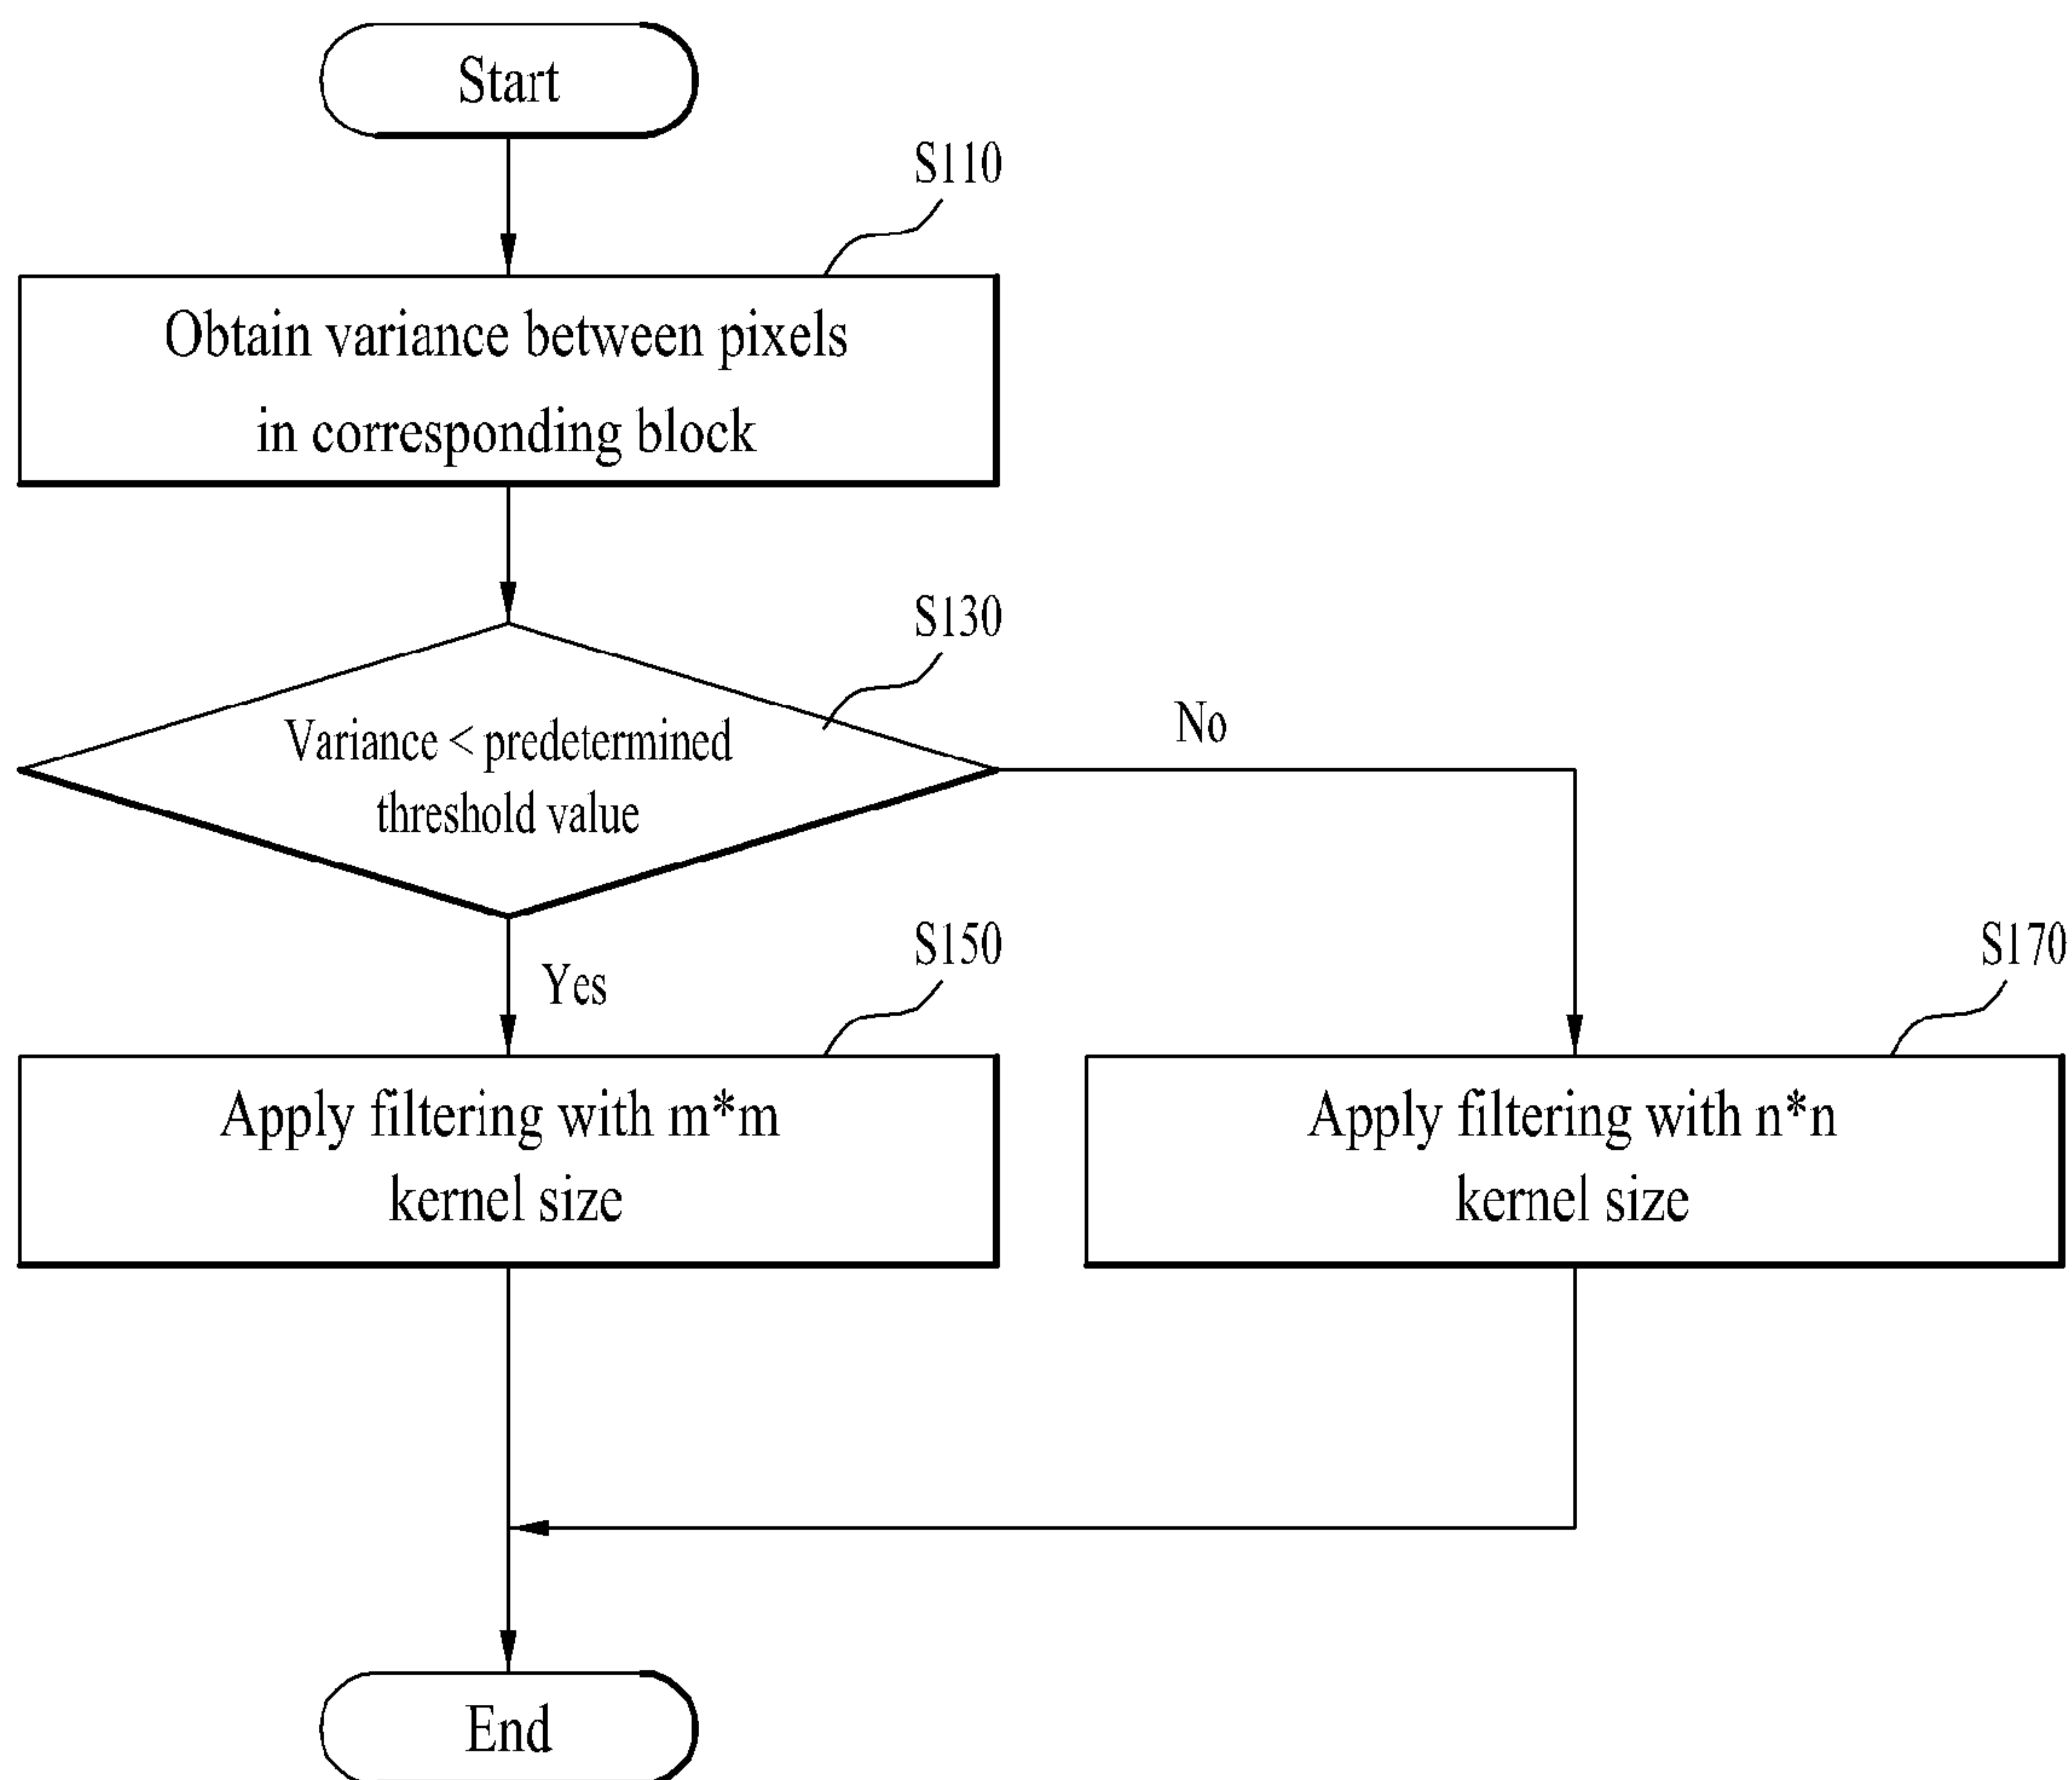 Start
S110
Obtain variance between pixels
in corresponding block
S130
Variance < predetermined
threshold value
No
Yes
S150
Apply filtering with m*m
kernel size
S170
Apply filtering with n*n
kernel size
End